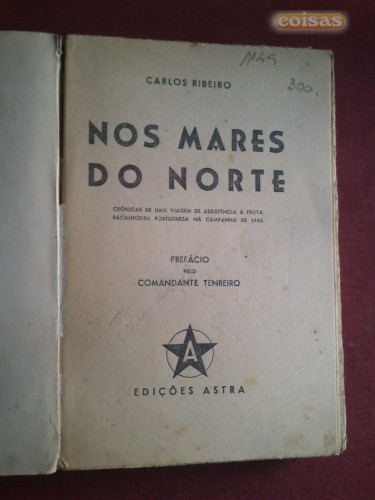 coisas
CARLOS RIBEIRO
300.
NOS MARES
DO NORTE
CRÓNICAS DE UMA VIAGEM DE ASSISTÊNCIA À FROTA
BACALHOEIRA PORTUGUESA NA CAMPANHA DE 1945
PREFÁCIO
PELO
COMANDANTE TENREIRO
A
EDIÇÕES ASTRA